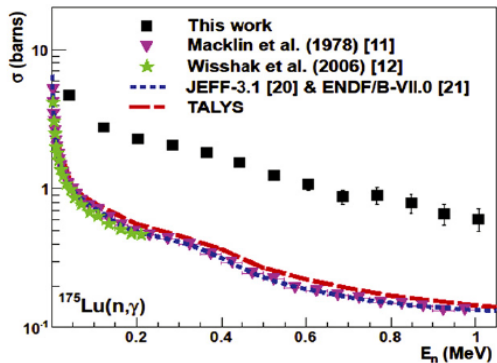 σ (barns)
10
1
10⁻¹
This work
Macklin et al. (1978) [11]
Wisshak et al. (2006) [12]
JEFF-3.1 [20] & ENDF/B-VII.0 [21]
TALYS
¹⁷⁵Lu(n,γ)
0.2 0.4 0.6 0.8 1
Eₙ (MeV)